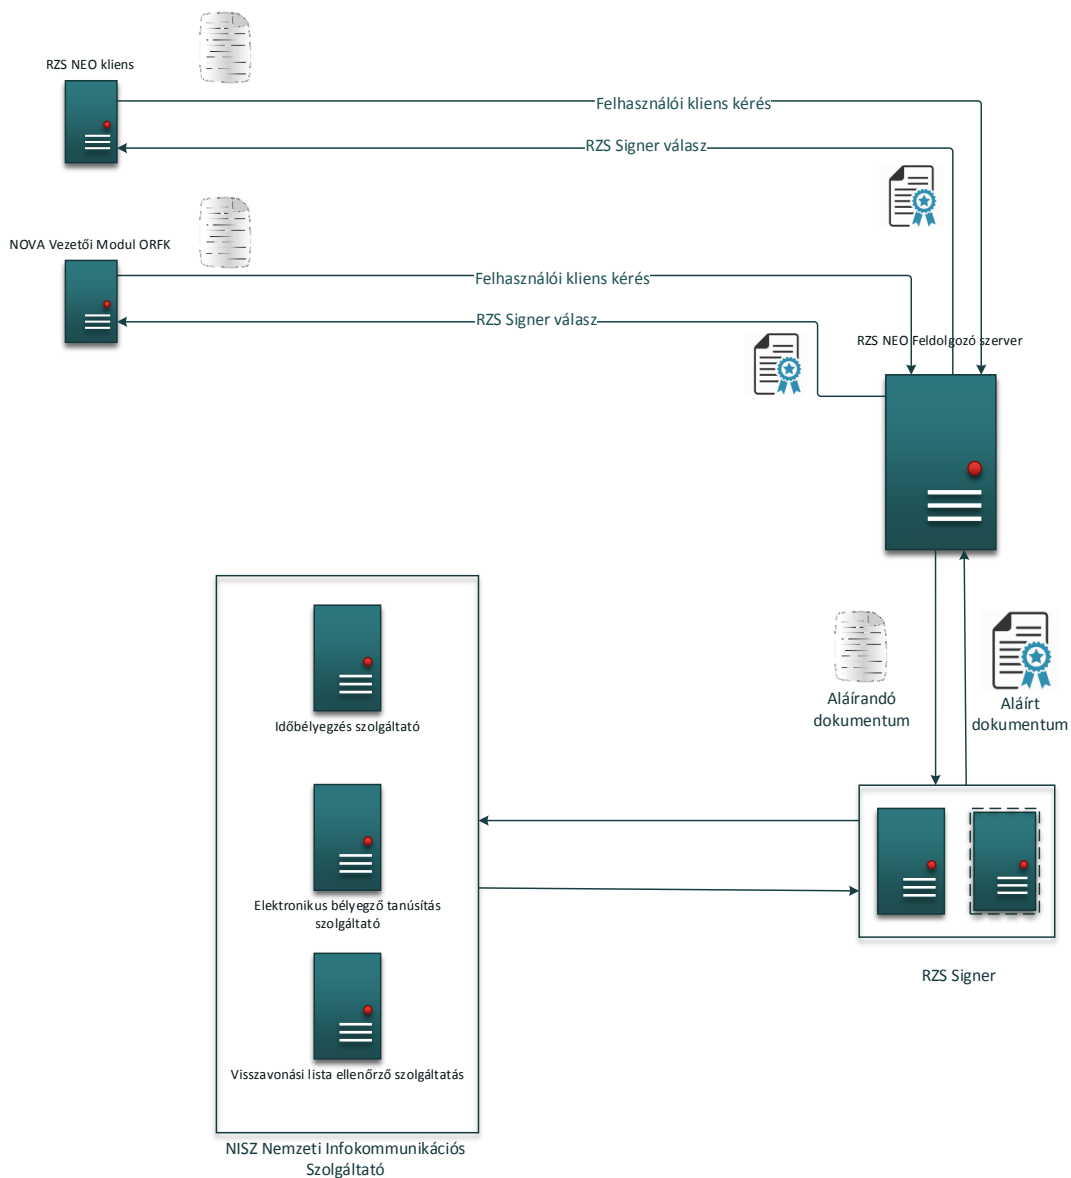 RZS NEO kliens
Felhasználói kliens kérés
RZS Signer válasz
NOVA Vezetői Modul ORFK
Felhasználói kliens kérés
RZS Signer válasz
RZS NEO Feldolgozó szerver
Aláírandó
dokumentum
Aláírt
dokumentum
Időbélyegzés szolgáltató
Elektronikus bélyegző tanúsítás
szolgáltató
Visszavonási lista ellenőrző szolgáltatás
RZS Signer
NISZ Nemzeti Infokommunikációs
Szolgáltató